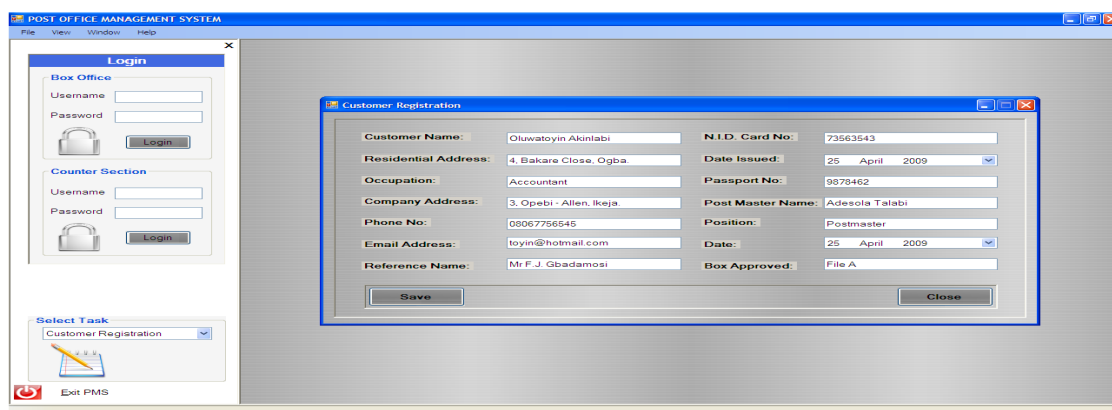 POST OFFICE MANAGEMENT SYSTEM
File View Window Help
Login
Box Office
Username
Password
Login
Counter Section
Username
Password
Login
Select Task
Customer Registration
Exit PMS
Customer Registration
Customer Name: Oluwatoyin Akinlabi N.I.D. Card No: 73563543
Residential Address: 4, Bakare Close, Ogba. Date Issued: 25 April 2009
Occupation: Accountant Passport No: 9878462
Company Address: 3, Opebi - Allen, Ikeja. Post Master Name: Adesola Talabi
Phone No: 08067756545 Position: Postmaster
Email Address: toyin@hotmail.com Date: 25 April 2009
Reference Name: Mr F.J. Gbadamosi Box Approved: File A
Save Close